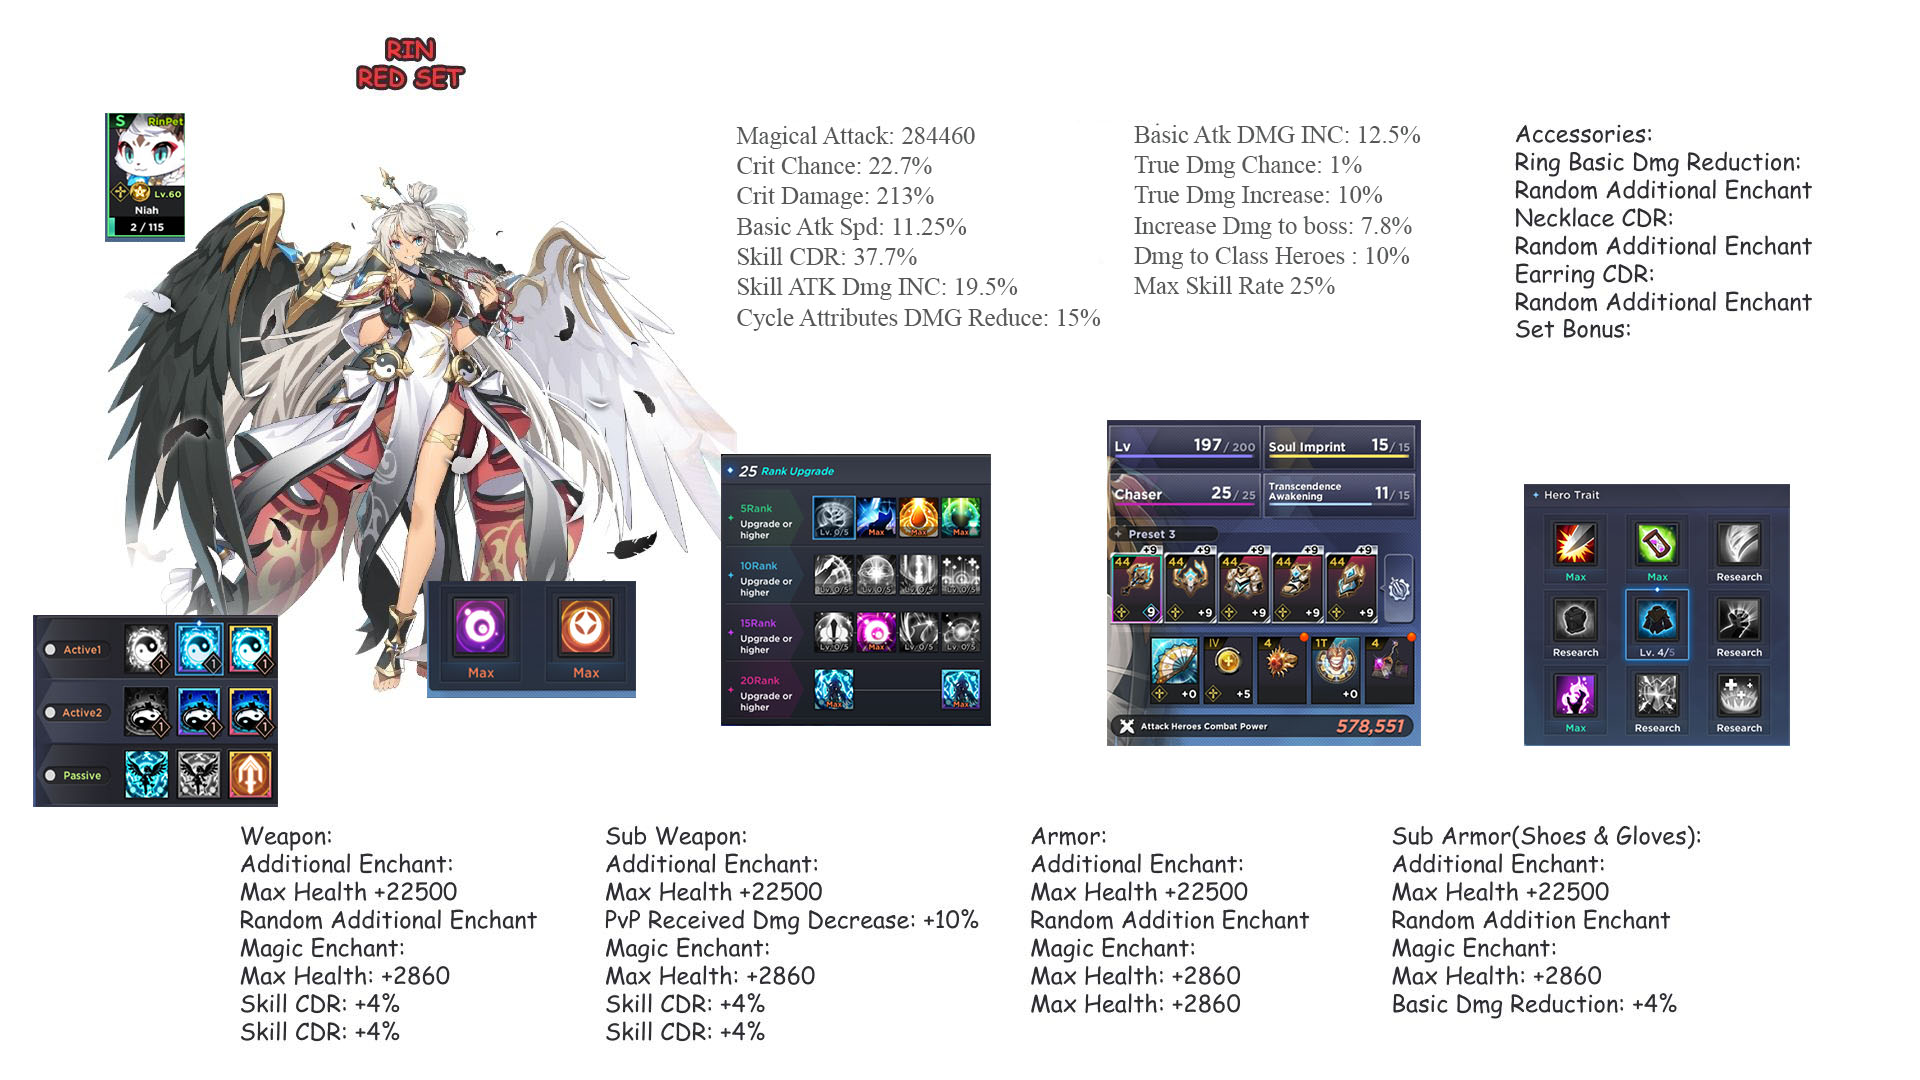 RIN
RED SET
S RinPet
Lv.60
Niah
2 / 115
Magical Attack: 284460
Crit Chance: 22.7%
Crit Damage: 213%
Basic Atk Spd: 11.25%
Skill CDR: 37.7%
Skill ATK Dmg INC: 19.5%
Cycle Attributes DMG Reduce: 15%
Basic Atk DMG INC: 12.5%
True Dmg Chance: 1%
True Dmg Increase: 10%
Increase Dmg to boss: 7.8%
Dmg to Class Heroes : 10%
Max Skill Rate 25%
Accessories:
Ring Basic Dmg Reduction:
Random Additional Enchant
Necklace CDR:
Random Additional Enchant
Earring CDR:
Random Additional Enchant
Set Bonus:
Active1 1 1 1
Active2 1 1 1
Passive
Max Max
25 Rank Upgrade
5Rank
Upgrade or
higher
Lv. 0/5 Max Max Max
10Rank
Upgrade or
higher
Lv. 0/5 Lv. 0/5 Lv. 0/5 Lv. 0/5
15Rank
Upgrade or
higher
Lv. 0/5 Max Lv. 0/5 Lv. 0/5
20Rank
Upgrade or
higher
Max Max
Lv 197 / 200
Soul Imprint 15 / 15
Chaser 25 / 25
Transcendence
Awakening 11 / 15
Preset 3
+9 +9 +9 +9 +9
44 44 44 44 44
9 +9 +9 +9 +9
IV 4 1T 4
+0 +5 +0
Attack Heroes Combat Power 578,551
Hero Trait
Max Max Research
Research Lv. 4/5 Research
Max Research Research
Weapon:
Additional Enchant:
Max Health +22500
Random Additional Enchant
Magic Enchant:
Max Health: +2860
Skill CDR: +4%
Skill CDR: +4%
Sub Weapon:
Additional Enchant:
Max Health +22500
PvP Received Dmg Decrease: +10%
Magic Enchant:
Max Health: +2860
Skill CDR: +4%
Skill CDR: +4%
Armor:
Additional Enchant:
Max Health +22500
Random Addition Enchant
Magic Enchant:
Max Health: +2860
Max Health: +2860
Sub Armor(Shoes & Gloves):
Additional Enchant:
Max Health +22500
Random Addition Enchant
Magic Enchant:
Max Health: +2860
Basic Dmg Reduction: +4%